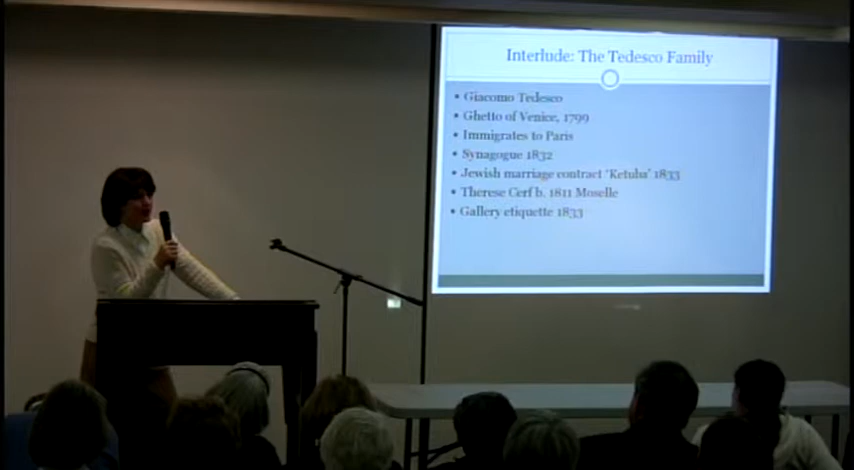 Interlude: The Tedesco Family
• Giacomo Tedesco
• Ghetto of Venice, 1799
• Immigrates to Paris
• Synagogue 1832
• Jewish marriage contract 'Ketuba' 1833
• Therese Cerf b. 1811 Moselle
• Gallery etiquette 1833